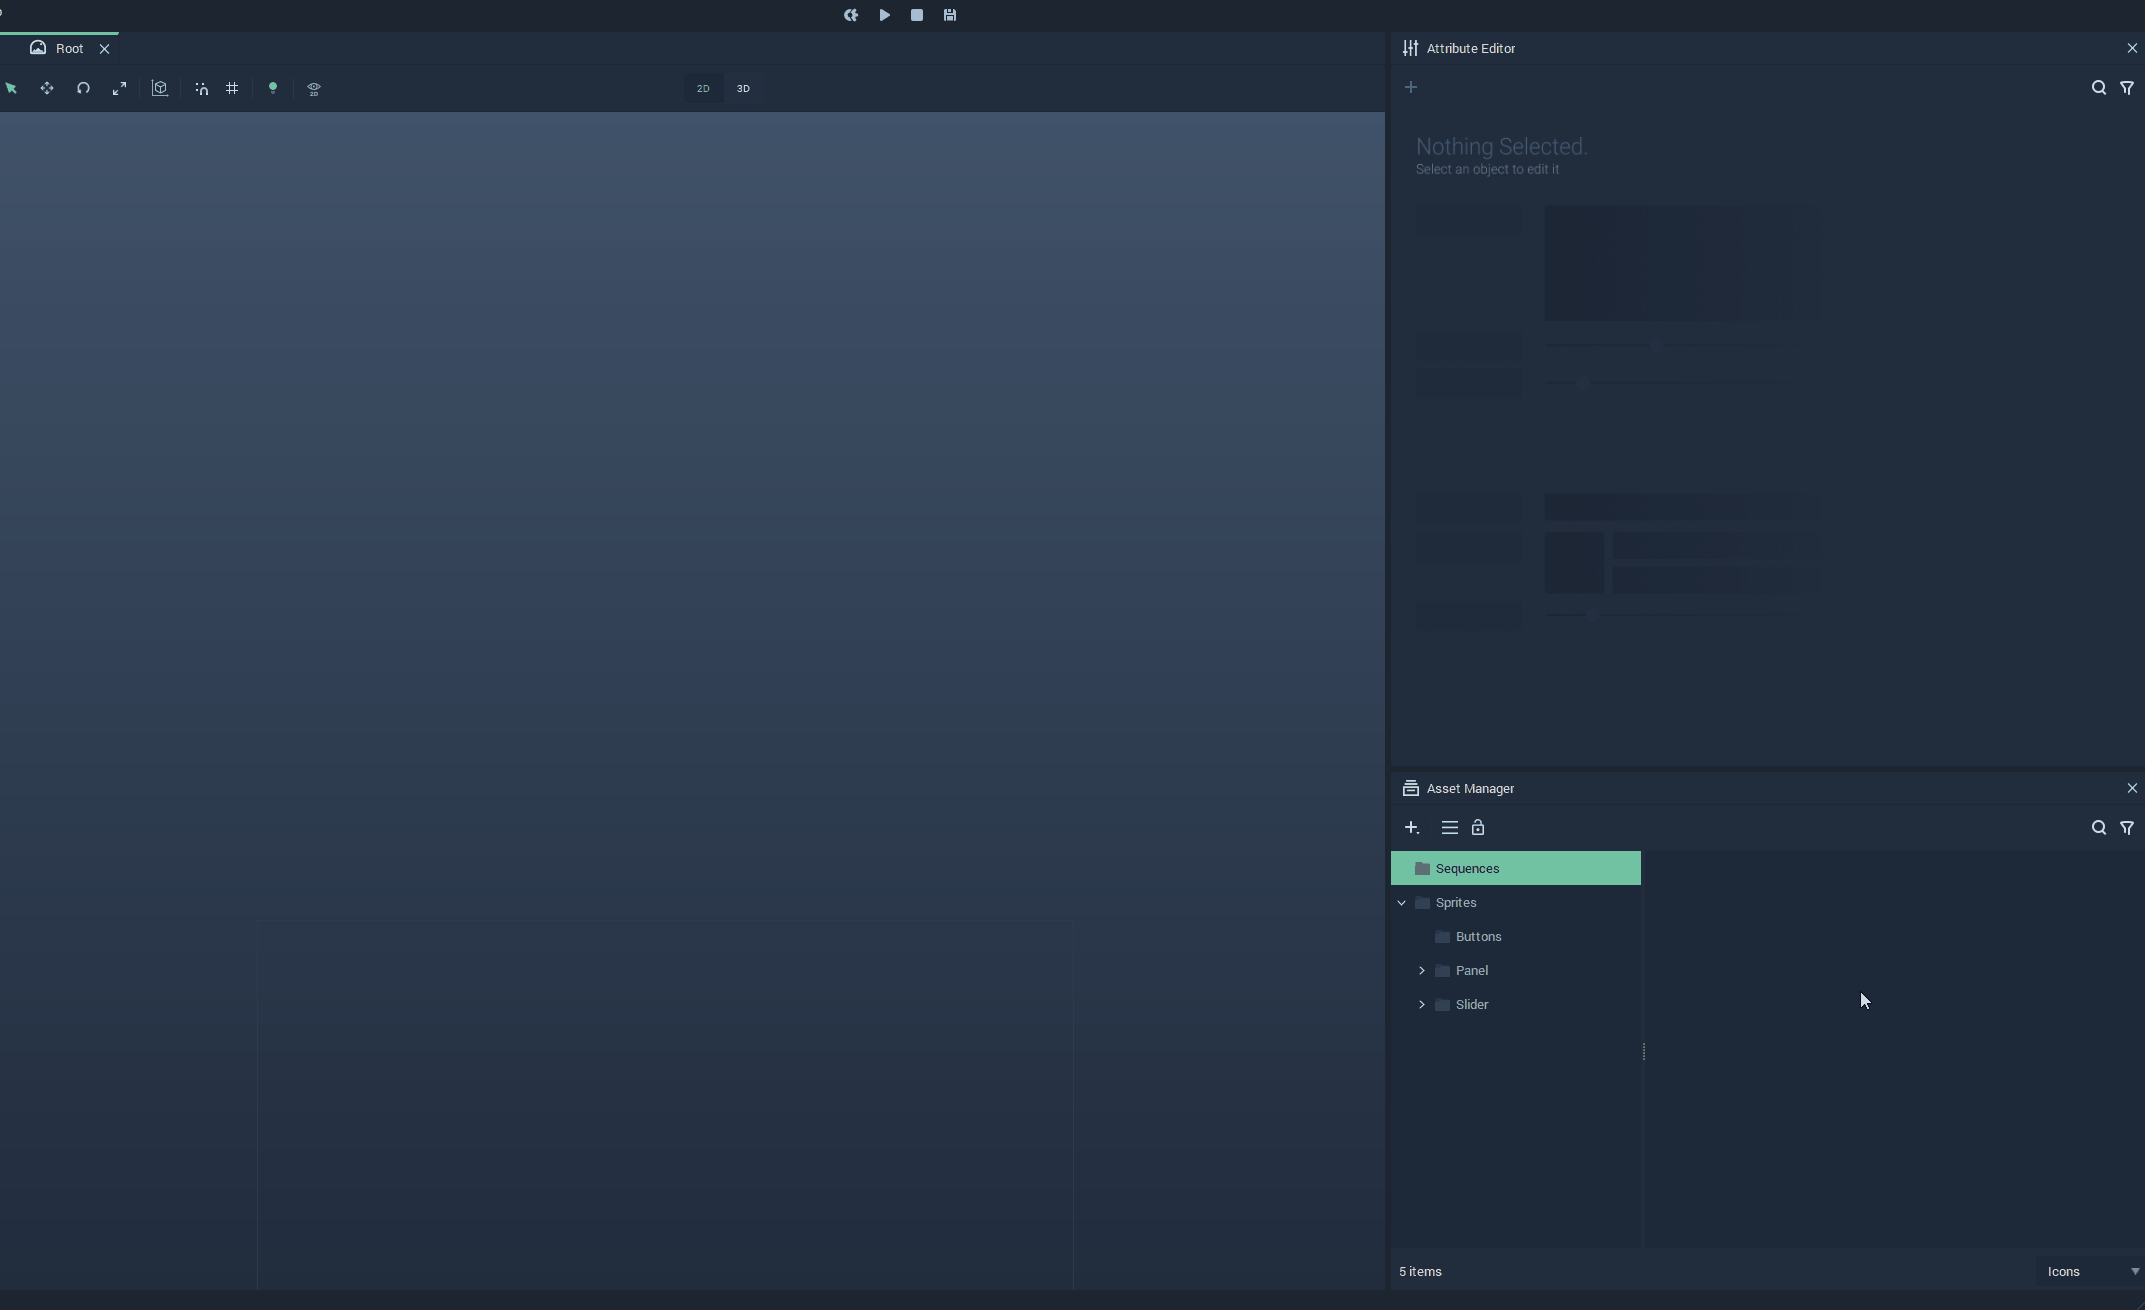 Root
2D 3D
2D
Attribute Editor
Nothing Selected.
Select an object to edit it
Asset Manager
Sequences
Sprites
Buttons
Panel
Slider
5 items
Icons